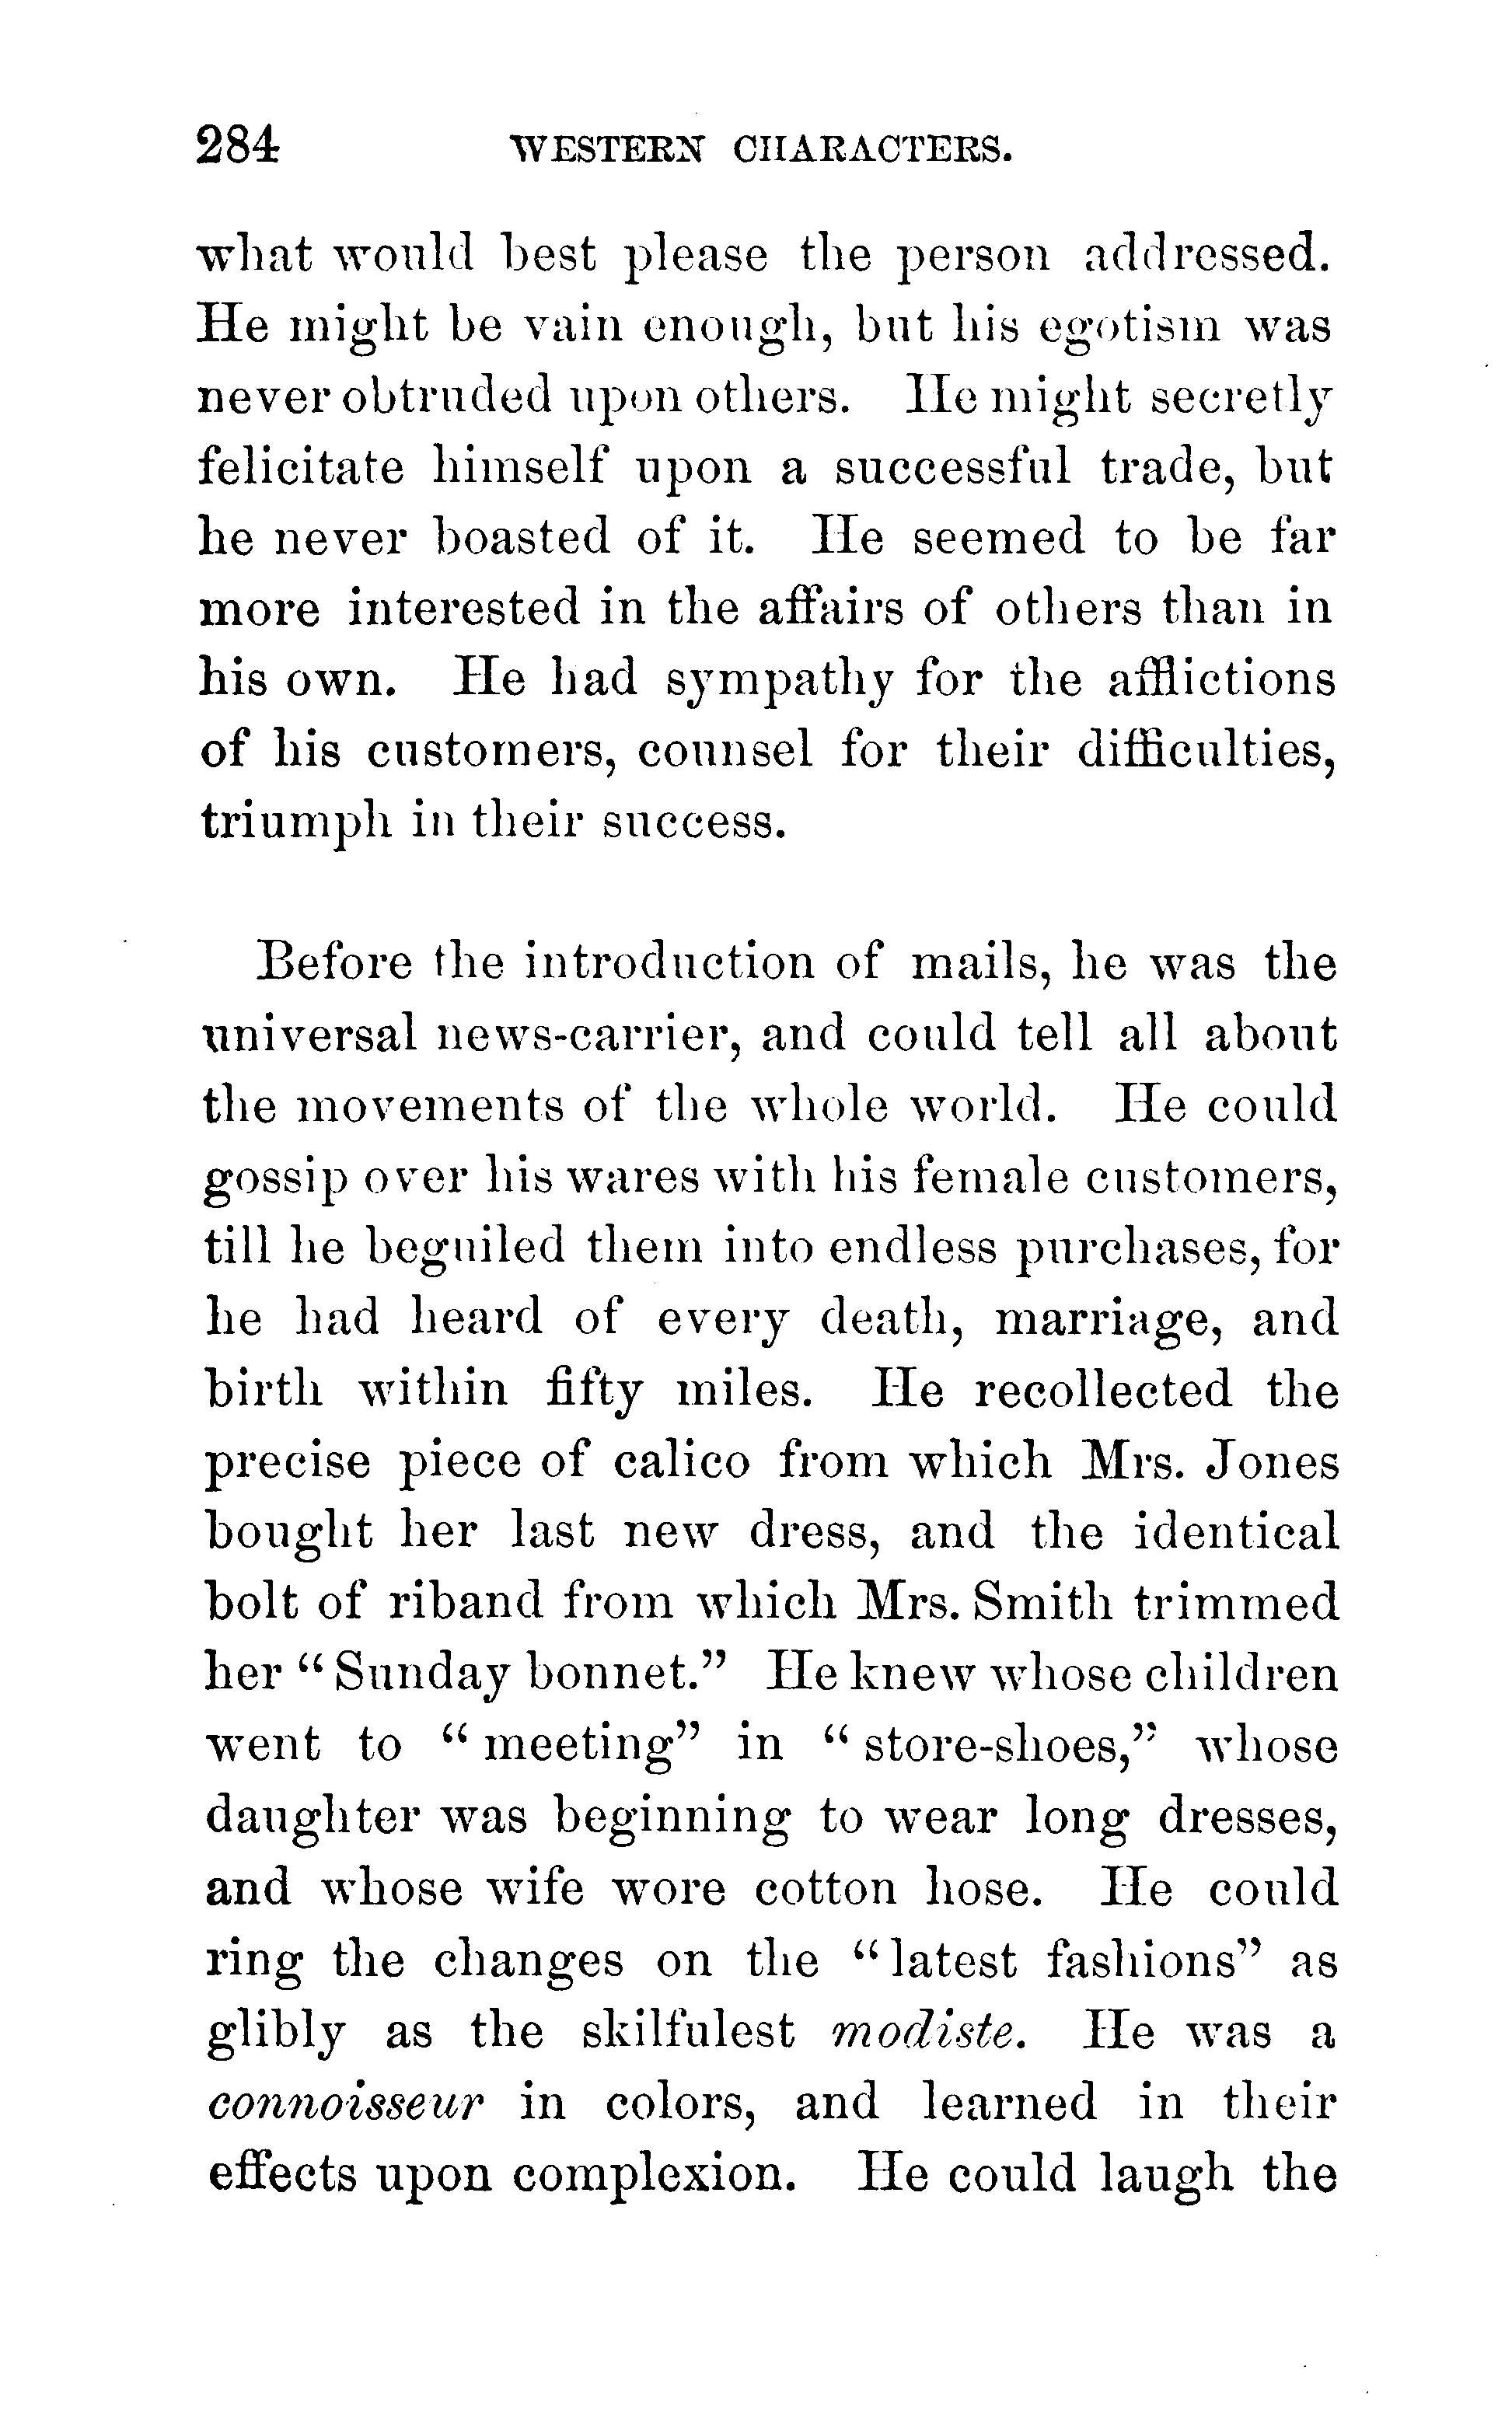 284 WESTERN CHARACTERS.
what would best please the person addressed.
He might be vain enough, but his egotism was
never obtruded upon others. He might secretly
felicitate himself upon a successful trade, but
he never boasted of it. He seemed to be far
more interested in the affairs of others than in
his own. He had sympathy for the afflictions
of his customers, counsel for their difficulties,
triumph in their success.
Before the introduction of mails, he was the
universal news-carrier, and could tell all about
the movements of the whole world. He could
gossip over his wares with his female customers,
till he beguiled them into endless purchases, for
he had heard of every death, marriage, and
birth within fifty miles. He recollected the
precise piece of calico from which Mrs. Jones
bought her last new dress, and the identical
bolt of riband from which Mrs. Smith trimmed
her “Sunday bonnet.” He knew whose children
went to “meeting” in “store-shoes,” whose
daughter was beginning to wear long dresses,
and whose wife wore cotton hose. He could
ring the changes on the “latest fashions” as
glibly as the skilfulest modiste. He was a
connoisseur in colors, and learned in their
effects upon complexion. He could laugh the